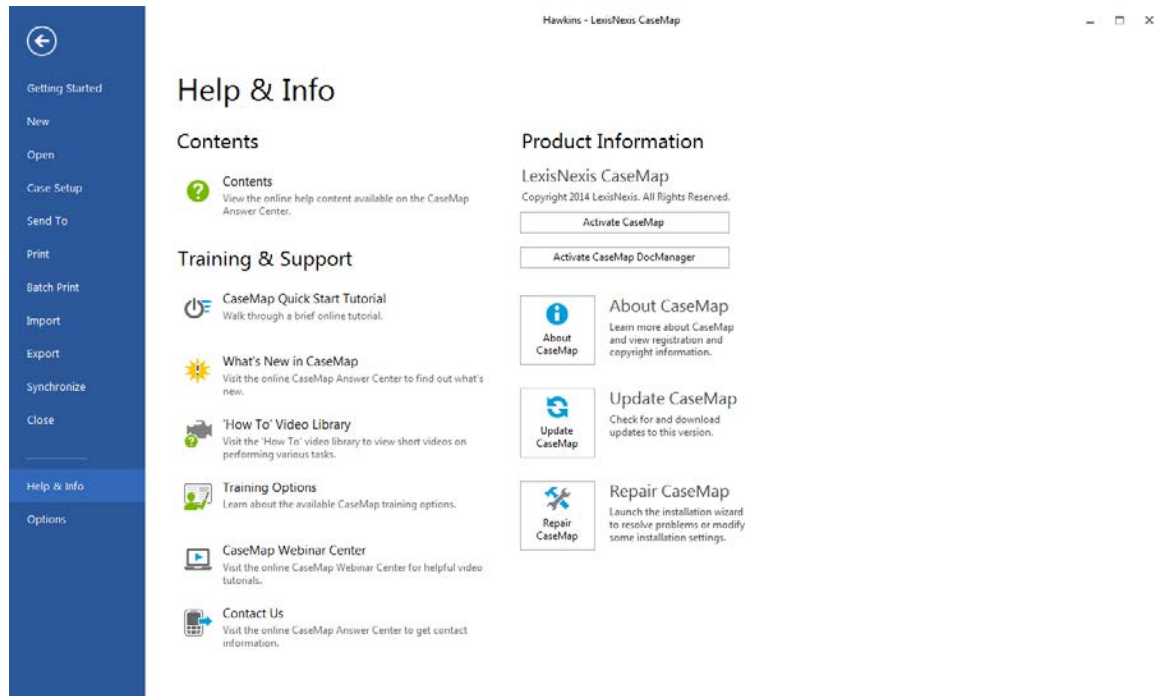 Hawkins - LexisNexis CaseMap
Getting Started
New
Open
Case Setup
Send To
Print
Batch Print
Import
Export
Synchronize
Close
Help & Info
Options
Help & Info
Contents
Contents
View the online help content available on the CaseMap
Answer Center.
Training & Support
CaseMap Quick Start Tutorial
Walk through a brief online tutorial.
What's New in CaseMap
Visit the online CaseMap Answer Center to find out what's
new.
'How To' Video Library
Visit the 'How To' video library to view short videos on
performing various tasks.
Training Options
Learn about the available CaseMap training options.
CaseMap Webinar Center
Visit the online CaseMap Webinar Center for helpful video
tutorials.
Contact Us
Visit the online CaseMap Answer Center to get contact
information.
Product Information
LexisNexis CaseMap
Copyright 2014 LexisNexis. All Rights Reserved.
Activate CaseMap
Activate CaseMap DocManager
About
CaseMap
About CaseMap
Learn more about CaseMap
and view registration and
copyright information.
Update
CaseMap
Update CaseMap
Check for and download
updates to this version.
Repair
CaseMap
Repair CaseMap
Launch the installation wizard
to resolve problems or modify
some installation settings.